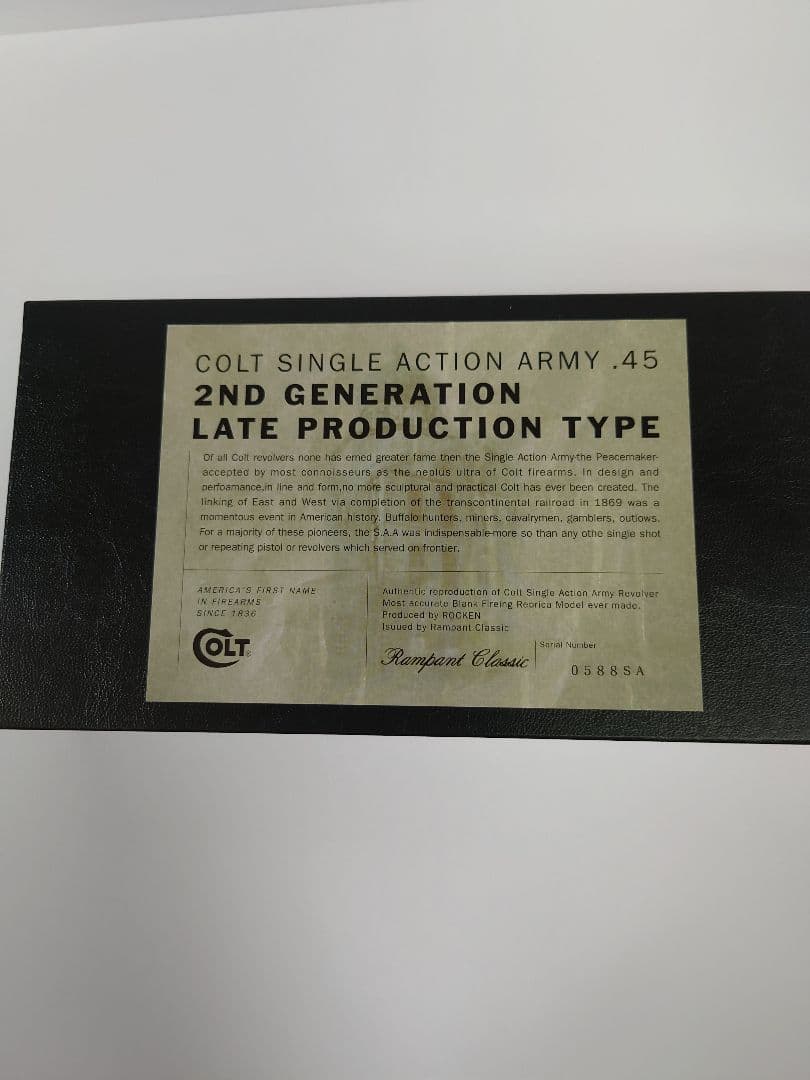 COLT SINGLE ACTION ARMY .45
2ND GENERATION
LATE PRODUCTION TYPE
Of all Colt revolvers none has erned greater fame then the Single Action Army-the Peacemaker-
accepted by most connoisseurs as the neolus ultra of Colt firearms. In design and
perfoamance,in line and form,no more sculptural and practical Colt has ever been created. The
linking of East and West via completion of the transcontinental railroad in 1869 was a
momentous event in American history. Buffalo hunters, miners, cavalrymen, gamblers, outlows.
For a majority of these pioneers, the S.A.A was indispensable-more so than any othe single shot
or repeating pistol or revolvers which served on frontier.
AMERICA'S FIRST NAME
IN FIREARMS
SINCE 1836
COLT®
Authentic reproduction of Colt Single Action Army Revolver
Most accurate Blank Fireing Reprica Model ever made.
Produced by ROCKEN
Isuued by Rampant Classic
Rampant Classic
Serial Number
0588SA